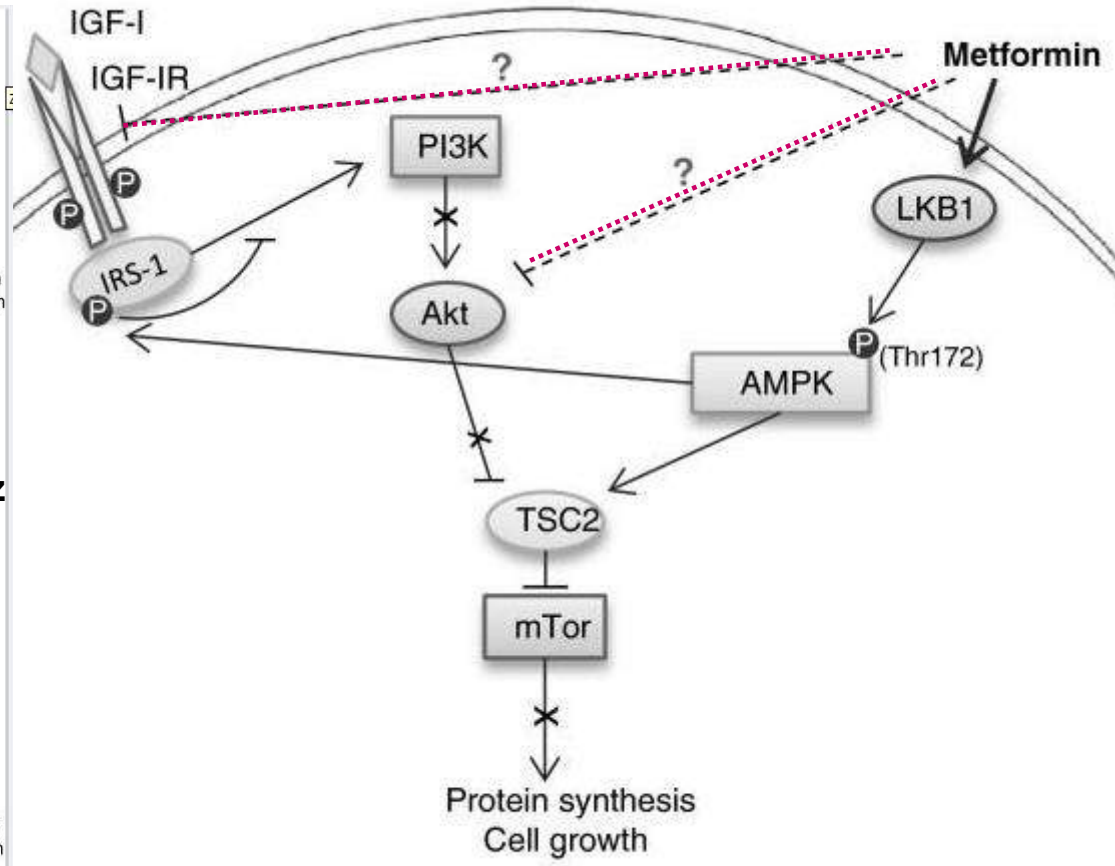 IGF-I
IGF-IR
?
Metformin
PI3K
?
P
P
LKB1
IRS-1
P
Akt
P
(Thr172)
AMPK
TSC2
mTor
Protein synthesis
Cell growth